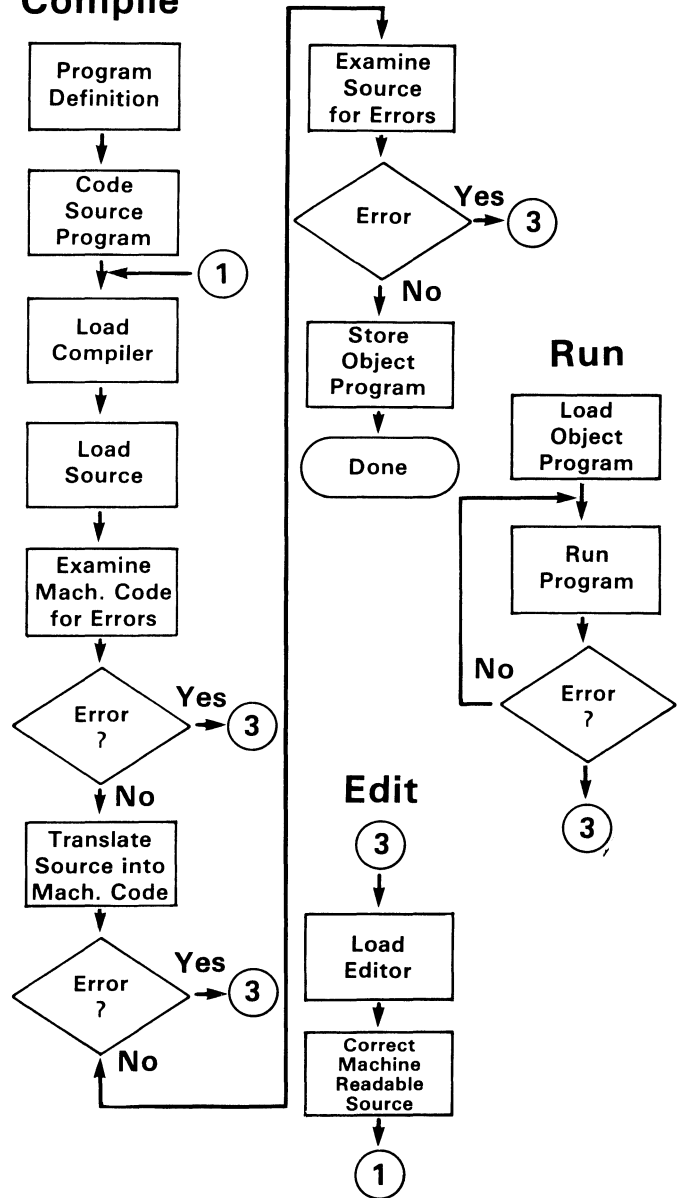 Compile
Program
Definition
Code
Source
Program
1
Load
Compiler
Load
Source
Examine
Mach. Code
for Errors
Error
?
Yes
3
No
Translate
Source into
Mach. Code
Error
?
Yes
3
No
Examine
Source
for Errors
Error
Yes
3
No
Store
Object
Program
Done
Run
Load
Object
Program
Run
Program
No
Error
?
3
Edit
3
Load
Editor
Correct
Machine
Readable
Source
1